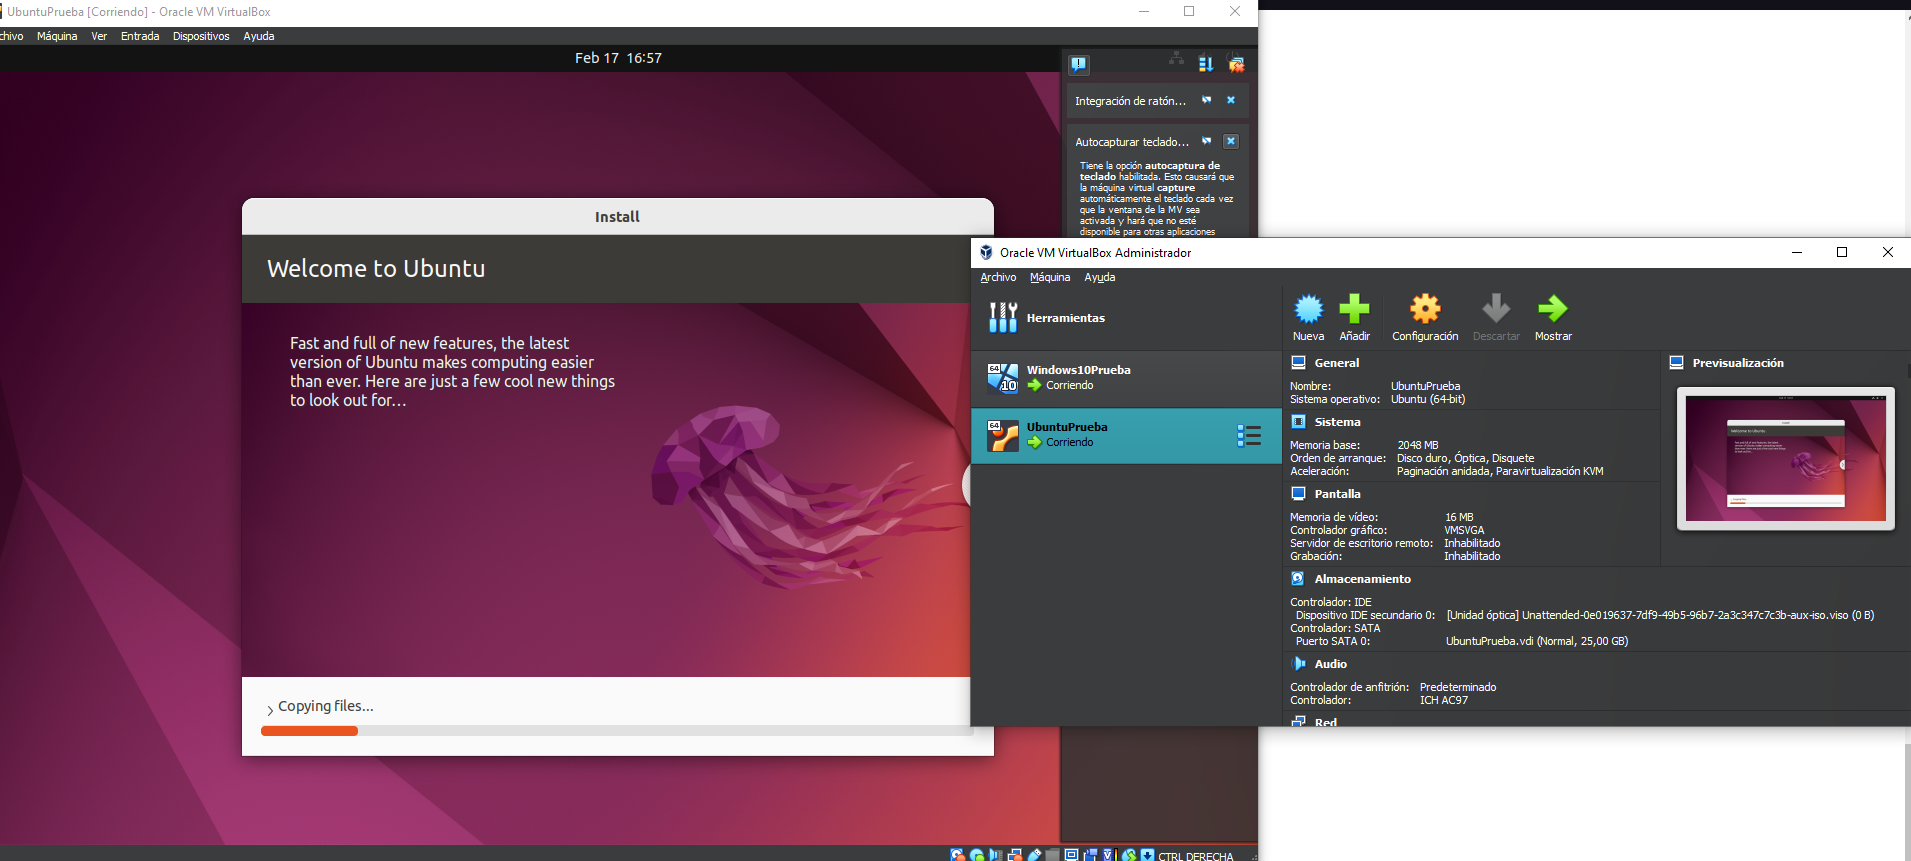 UbuntuPrueba [Corriendo] - Oracle VM VirtualBox
chivo Máquina Ver Entrada Dispositivos Ayuda
Feb 17 16:57
Integración de ratón...
Autocapturar teclado...
Tiene la opción autocaptura de
teclado habilitada. Esto causará que
la máquina virtual capture
automáticamente el teclado cada vez
que la ventana de la MV sea
activada y hará que no esté
disponible para otras aplicaciones
Install
Welcome to Ubuntu
Fast and full of new features, the latest
version of Ubuntu makes computing easier
than ever. Here are just a few cool new things
to look out for...
Copying files...
CTRL DERECHA
Oracle VM VirtualBox Administrador
Archivo Máquina Ayuda
Herramientas
64 10 Windows10Prueba
Corriendo
64 UbuntuPrueba
Corriendo
Nueva Añadir Configuración Descartar Mostrar
General
Nombre: UbuntuPrueba
Sistema operativo: Ubuntu (64-bit)
Sistema
Memoria base: 2048 MB
Orden de arranque: Disco duro, Óptica, Disquete
Aceleración: Paginación anidada, Paravirtualización KVM
Pantalla
Memoria de vídeo: 16 MB
Controlador gráfico: VMSVGA
Servidor de escritorio remoto: Inhabilitado
Grabación: Inhabilitado
Almacenamiento
Controlador: IDE
Dispositivo IDE secundario 0: [Unidad óptica] Unattended-0e019637-7df9-49b5-96b7-2a3c347c7c3b-aux-iso.viso (0 B)
Controlador: SATA
Puerto SATA 0: UbuntuPrueba.vdi (Normal, 25,00 GB)
Audio
Controlador de anfitrión: Predeterminado
Controlador: ICH AC97
Red
Previsualización
Welcome to Ubuntu